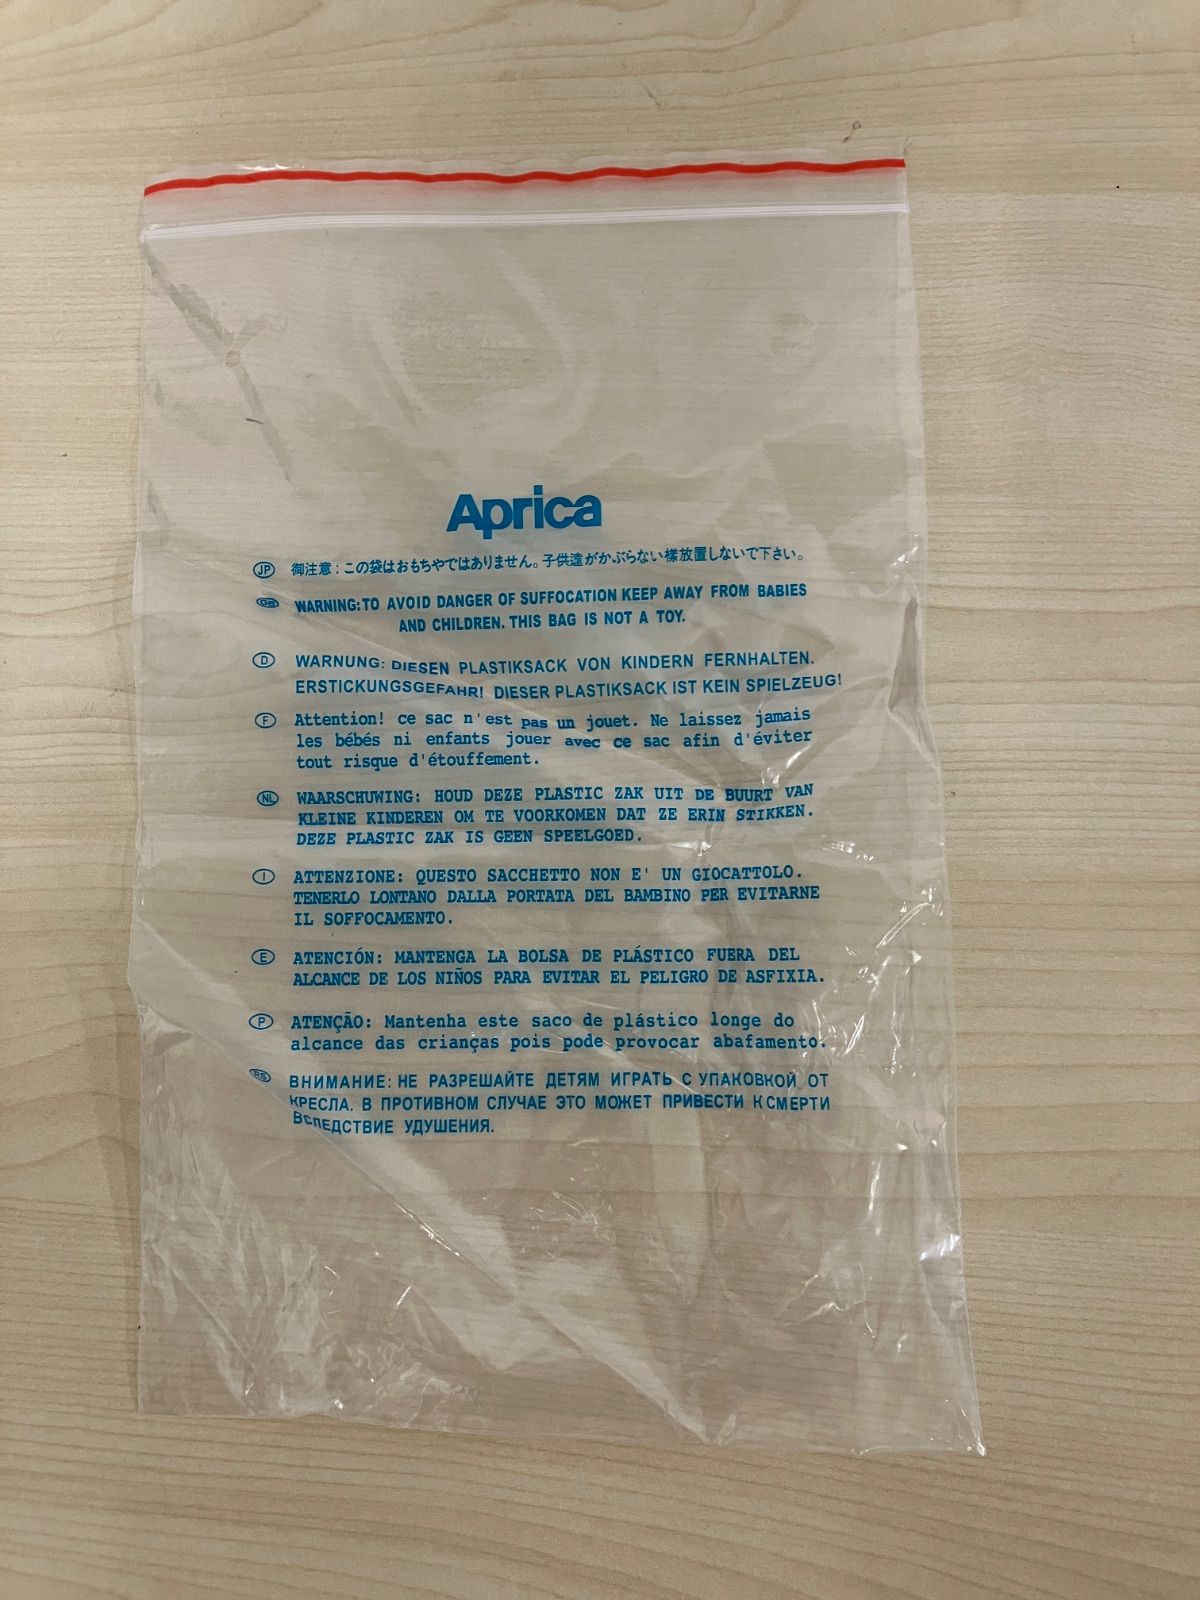 Aprica
JP 御注意：この袋はおもちゃではありません。子供達がかぶらない様放置しないで下さい。
GB WARNING:TO AVOID DANGER OF SUFFOCATION KEEP AWAY FROM BABIES
AND CHILDREN. THIS BAG IS NOT A TOY.
D WARNUNG: DIESEN PLASTIKSACK VON KINDERN FERNHALTEN.
ERSTICKUNGSGEFAHR! DIESER PLASTIKSACK IST KEIN SPIELZEUG!
F Attention! ce sac n'est pas un jouet. Ne laissez jamais
les bébés ni enfants jouer avec ce sac afin d'éviter
tout risque d'étouffement.
NL WAARSCHUWING: HOUD DEZE PLASTIC ZAK UIT DE BUURT VAN
KLEINE KINDEREN OM TE VOORKOMEN DAT ZE ERIN STIKKEN.
DEZE PLASTIC ZAK IS GEEN SPEELGOED.
I ATTENZIONE: QUESTO SACCHETTO NON E' UN GIOCATTOLO.
TENERLO LONTANO DALLA PORTATA DEL BAMBINO PER EVITARNE
IL SOFFOCAMENTO.
E ATENCIÓN: MANTENGA LA BOLSA DE PLÁSTICO FUERA DEL
ALCANCE DE LOS NIÑOS PARA EVITAR EL PELIGRO DE ASFIXIA.
P ATENÇÃO: Mantenha este saco de plástico longe do
alcance das crianças pois pode provocar abafamento.
RS ВНИМАНИЕ: НЕ РАЗРЕШАЙТЕ ДЕТЯМ ИГРАТЬ С УПАКОВКОЙ ОТ
КРЕСЛА. В ПРОТИВНОМ СЛУЧАЕ ЭТО МОЖЕТ ПРИВЕСТИ К СМЕРТИ
ВСЛЕДСТВИЕ УДУШЕНИЯ.